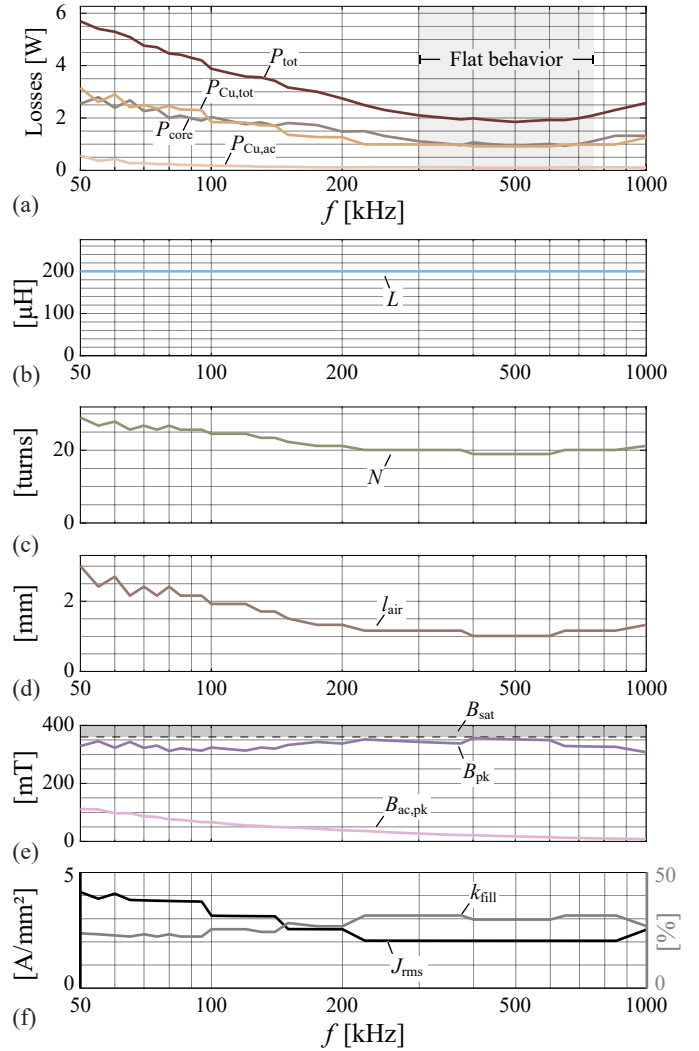 6
4
2
0
Losses [W]
P_tot
Flat behavior
P_Cu,tot
P_core
P_Cu,ac
50 100 200 500 1000
(a)
f [kHz]
200
100
0
[µH]
L
50 100 200 500 1000
(b)
20
0
[turns]
N
50 100 200 500 1000
(c)
2
0
[mm]
l_air
50 100 200 500 1000
(d)
B_sat
400
200
0
[mT]
B_pk
B_ac,pk
50 100 200 500 1000
(e)
5
0
[A/mm²]
k_fill
J_rms
50
0
[%]
50 100 200 500 1000
(f)
f [kHz]